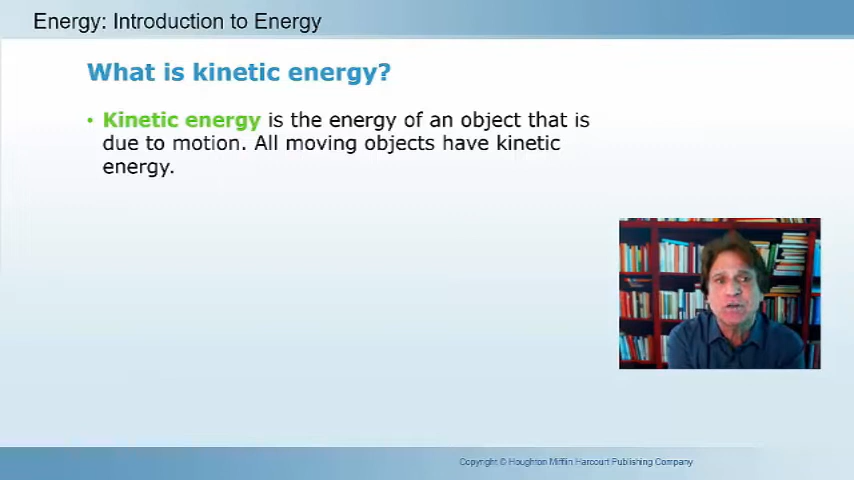 Energy: Introduction to Energy
What is kinetic energy?
• Kinetic energy is the energy of an object that is
due to motion. All moving objects have kinetic
energy.
Copyright © Houghton Mifflin Harcourt Publishing Company